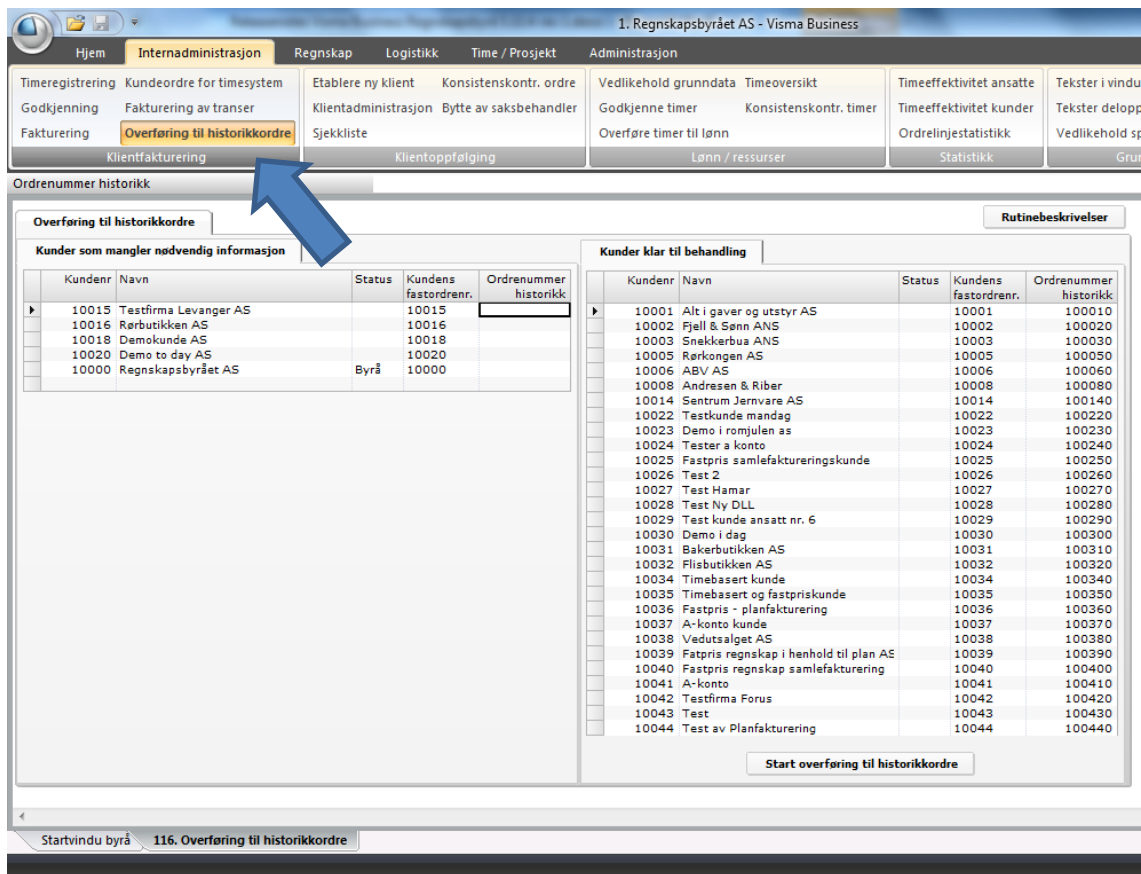 1. Regnskapsbyrået AS - Visma Business
Hjem Internadministrasjon Regnskap Logistikk Time / Prosjekt Administrasjon
Timeregistrering Kundeordre for timesystem Etablere ny klient Konsistenskontr. ordre Vedlikehold grunndata Timeoversikt Timeeffektivitet ansatte Tekster i vindu
Godkjenning Fakturering av transer Klientadministrasjon Bytte av saksbehandler Godkjenne timer Konsistenskontr. timer Timeeffektivitet kunder Tekster delopp
Fakturering Overføring til historikkordre Sjekkliste Overføre timer til lønn Ordrelinjestatistikk Vedlikehold sp
Klientfakturering Klientoppfølging Lønn / ressurser Statistikk Grun
Ordrenummer historikk
Overføring til historikkordre Rutinebeskrivelser
Kunder som mangler nødvendig informasjon
Kundenr Navn Status Kundens fastordrenr. Ordrenummer historikk
10015 Testfirma Levanger AS 10015
10016 Rørbutikken AS 10016
10018 Demokunde AS 10018
10020 Demo to day AS 10020
10000 Regnskapsbyrået AS Byrå 10000
Kunder klar til behandling
Kundenr Navn Status Kundens fastordrenr. Ordrenummer historikk
10001 Alt i gaver og utstyr AS 10001 100010
10002 Fjell & Sønn ANS 10002 100020
10003 Snekkerbua ANS 10003 100030
10005 Rørkongen AS 10005 100050
10006 ABV AS 10006 100060
10008 Andresen & Riber 10008 100080
10014 Sentrum Jernvare AS 10014 100140
10022 Testkunde mandag 10022 100220
10023 Demo i romjulen as 10023 100230
10024 Tester a konto 10024 100240
10025 Fastpris samlefaktureringskunde 10025 100250
10026 Test 2 10026 100260
10027 Test Hamar 10027 100270
10028 Test Ny DLL 10028 100280
10029 Test kunde ansatt nr. 6 10029 100290
10030 Demo i dag 10030 100300
10031 Bakerbutikken AS 10031 100310
10032 Flisbutikken AS 10032 100320
10034 Timebasert kunde 10034 100340
10035 Timebasert og fastpriskunde 10035 100350
10036 Fastpris - planfakturering 10036 100360
10037 A-konto kunde 10037 100370
10038 Vedutsalget AS 10038 100380
10039 Fatpris regnskap i henhold til plan AS 10039 100390
10040 Fastpris regnskap samlefakturering 10040 100400
10041 A-konto 10041 100410
10042 Testfirma Forus 10042 100420
10043 Test 10043 100430
10044 Test av Planfakturering 10044 100440
Start overføring til historikkordre
Startvindu byrå 116. Overføring til historikkordre